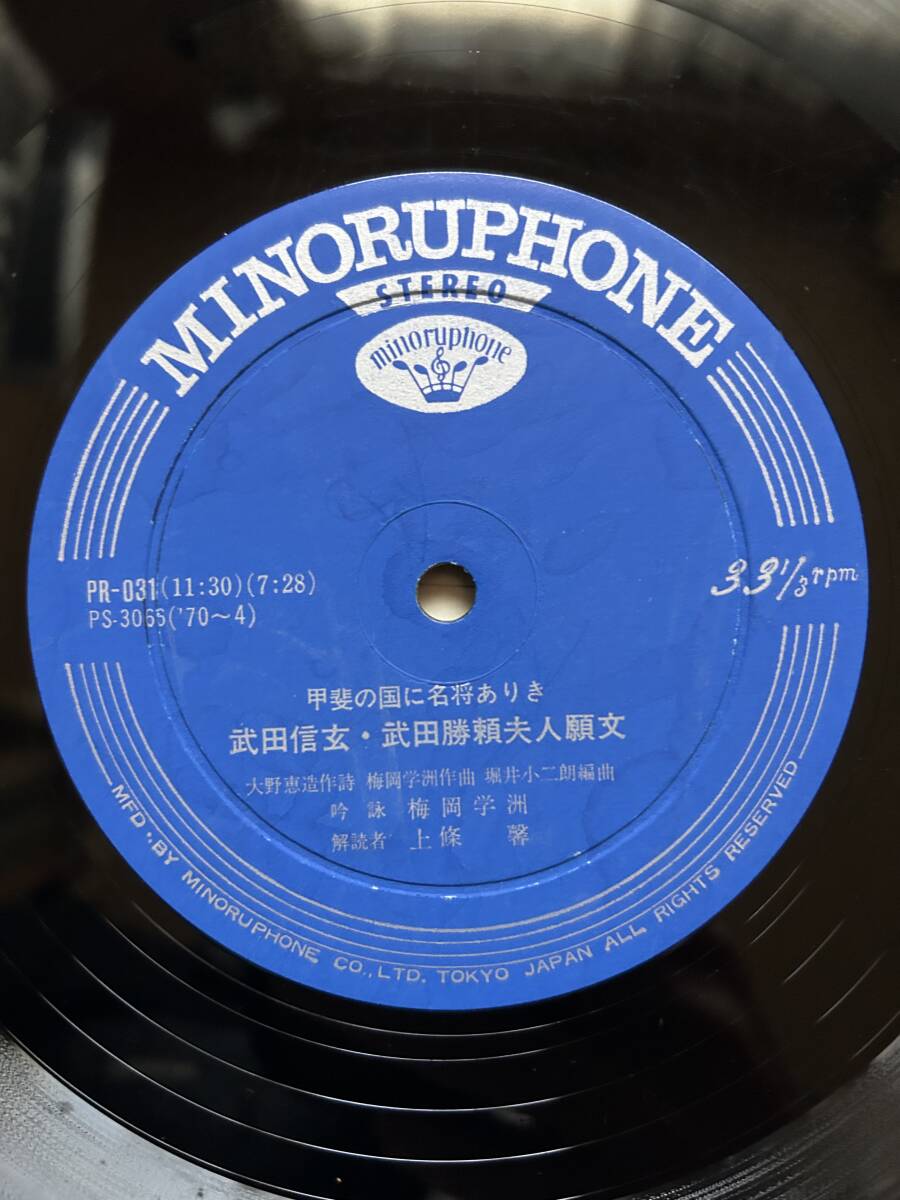 MINORUPHONE
STEREO
minoruphone
PR-031(11:30)(7:28)
PS-3065('70～4)
33 1/3 rpm
甲斐の国に名将ありき
武田信玄・武田勝頼夫人願文
大野恵造作詩 梅岡学洲作曲 堀井小二朗編曲
吟詠 梅岡学洲
解読者 上條 馨
MFD. BY MINORUPHONE CO., LTD. TOKYO JAPAN ALL RIGHTS RESERVED